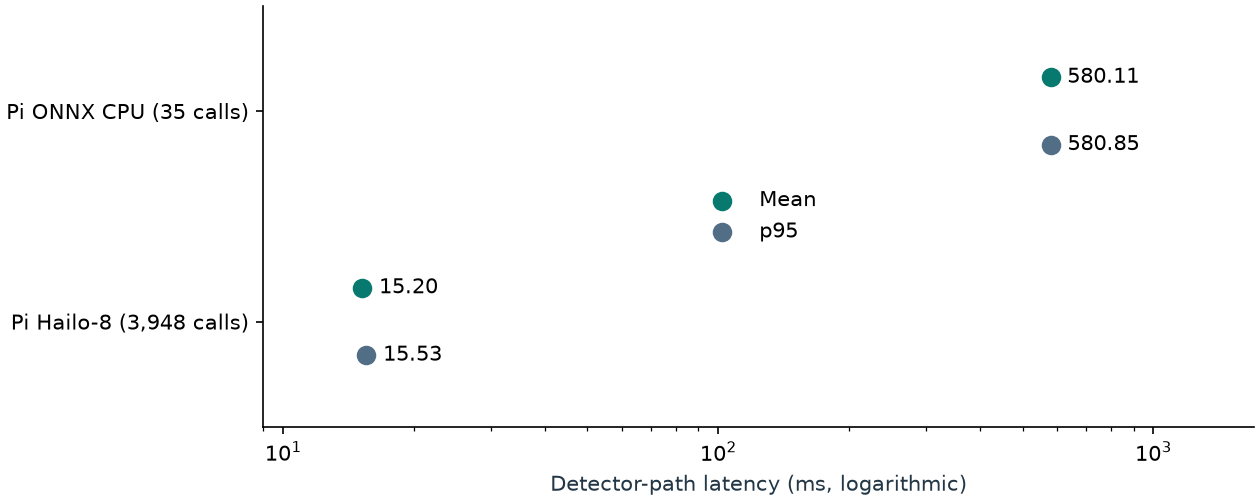 580.11
Pi ONNX CPU (35 calls)
580.85
Mean
p95
15.20
Pi Hailo-8 (3,948 calls)
15.53
10¹ 10² 10³
Detector-path latency (ms, logarithmic)